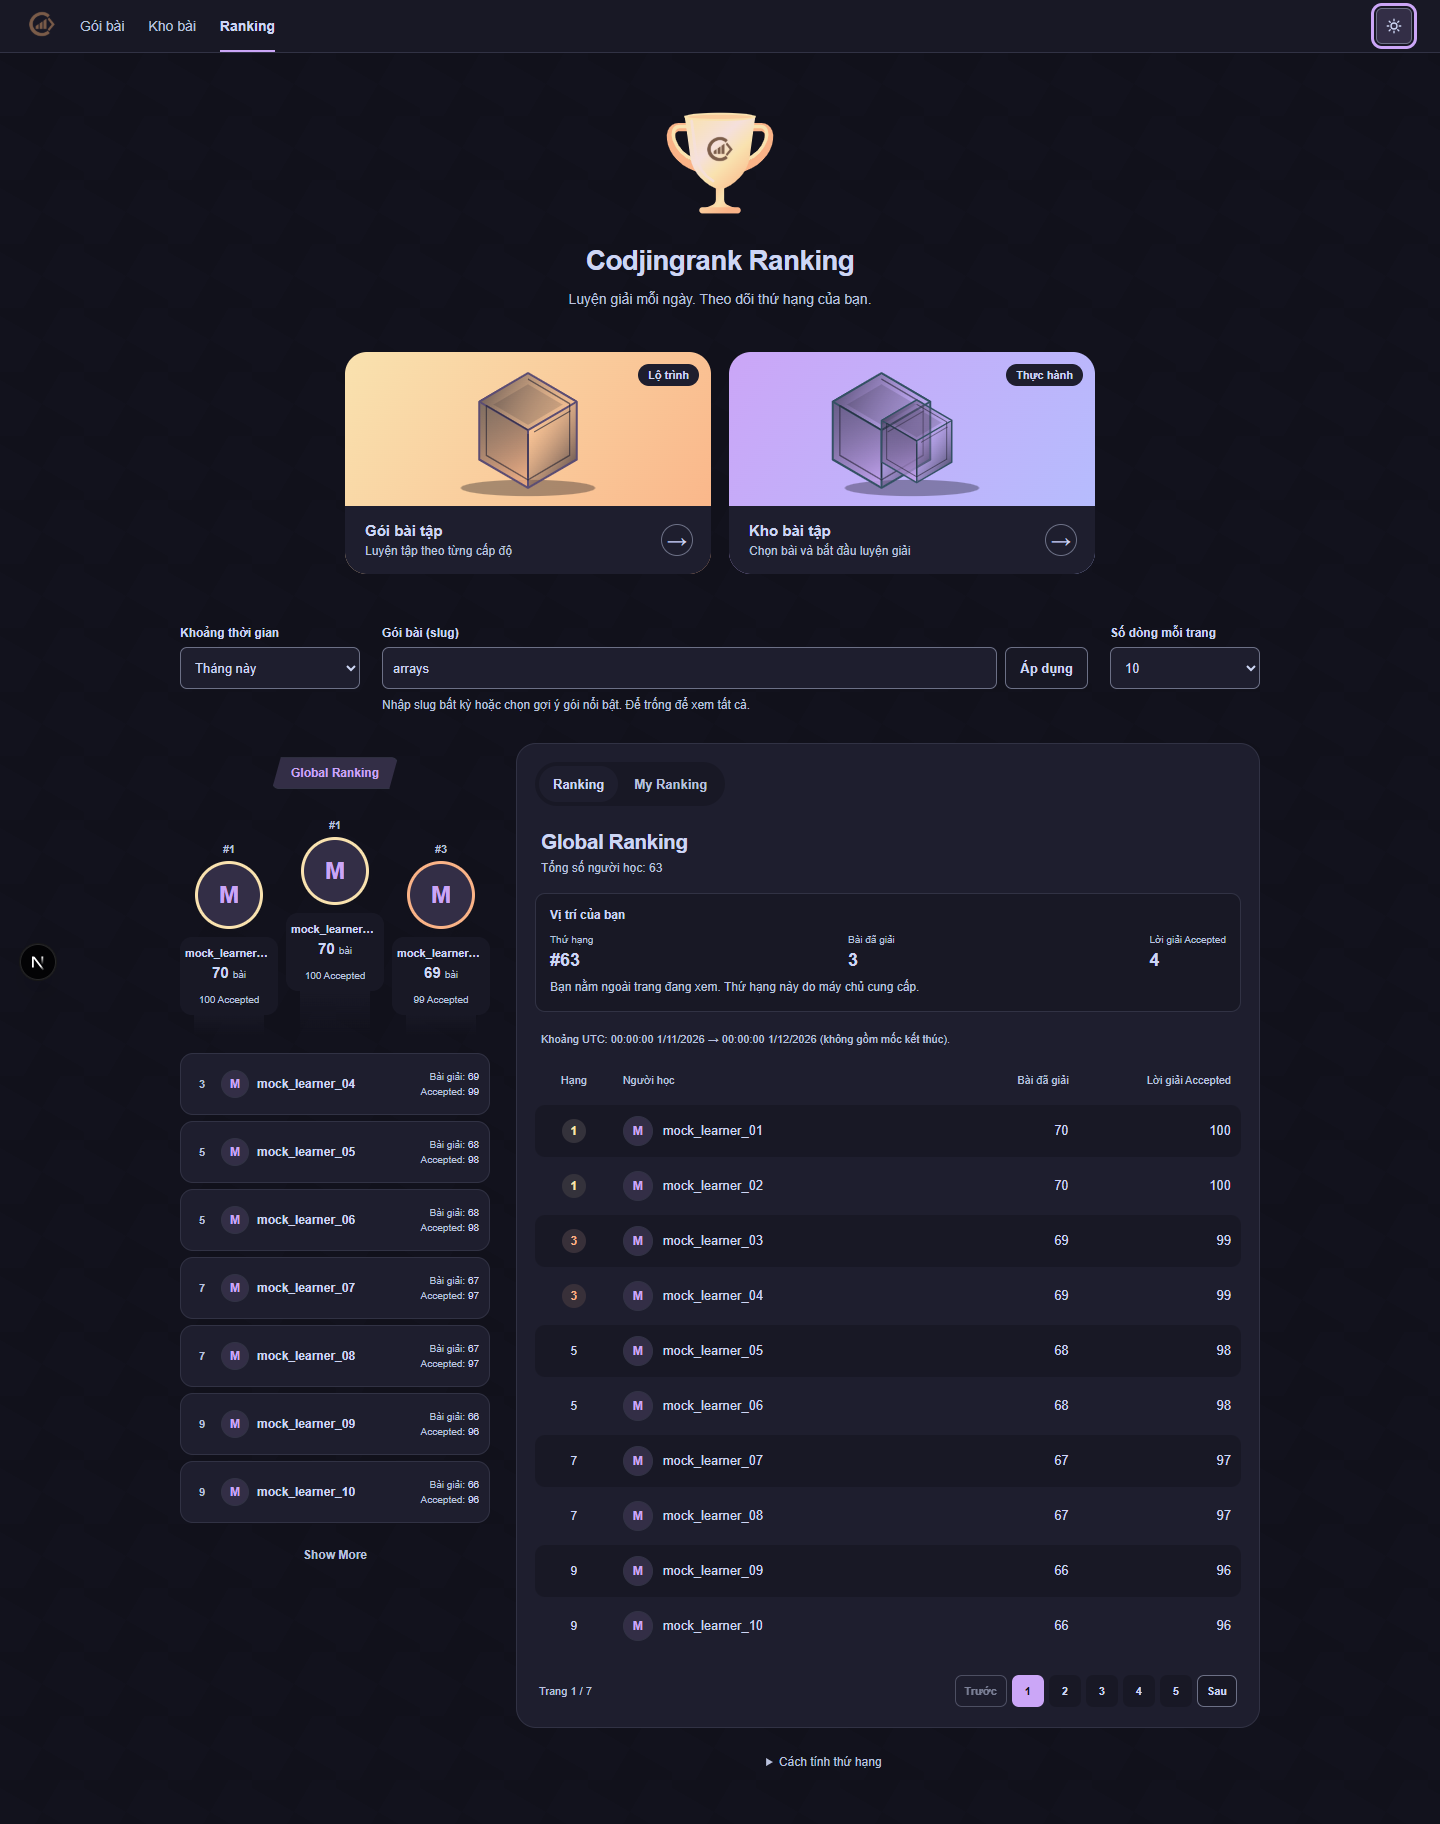 Gói bài
Kho bài
Ranking
Codjingrank Ranking
Luyện giải mỗi ngày. Theo dõi thứ hạng của bạn.
Lộ trình
Gói bài tập
Luyện tập theo từng cấp độ
→
Thực hành
Kho bài tập
Chọn bài và bắt đầu luyện giải
→
Khoảng thời gian
Tháng này
Gói bài (slug)
arrays
Áp dụng
Nhập slug bất kỳ hoặc chọn gợi ý gói nổi bật. Để trống để xem tất cả.
Số dòng mỗi trang
10
Global Ranking
#1
M
mock_learner...
70 bài
100 Accepted
#1
M
mock_learner...
70 bài
100 Accepted
#3
M
mock_learner...
69 bài
99 Accepted
3 M mock_learner_04 Bài giải: 69
Accepted: 99
5 M mock_learner_05 Bài giải: 68
Accepted: 98
5 M mock_learner_06 Bài giải: 68
Accepted: 98
7 M mock_learner_07 Bài giải: 67
Accepted: 97
7 M mock_learner_08 Bài giải: 67
Accepted: 97
9 M mock_learner_09 Bài giải: 66
Accepted: 96
9 M mock_learner_10 Bài giải: 66
Accepted: 96
Show More
N
Ranking My Ranking
Global Ranking
Tổng số người học: 63
Vị trí của bạn
Thứ hạng Bài đã giải Lời giải Accepted
#63 3 4
Bạn nằm ngoài trang đang xem. Thứ hạng này do máy chủ cung cấp.
Khoảng UTC: 00:00:00 1/11/2026 → 00:00:00 1/12/2026 (không gồm mốc kết thúc).
Hạng Người học Bài đã giải Lời giải Accepted
1 M mock_learner_01 70 100
1 M mock_learner_02 70 100
3 M mock_learner_03 69 99
3 M mock_learner_04 69 99
5 M mock_learner_05 68 98
5 M mock_learner_06 68 98
7 M mock_learner_07 67 97
7 M mock_learner_08 67 97
9 M mock_learner_09 66 96
9 M mock_learner_10 66 96
Trang 1 / 7
Trước 1 2 3 4 5 Sau
▶ Cách tính thứ hạng